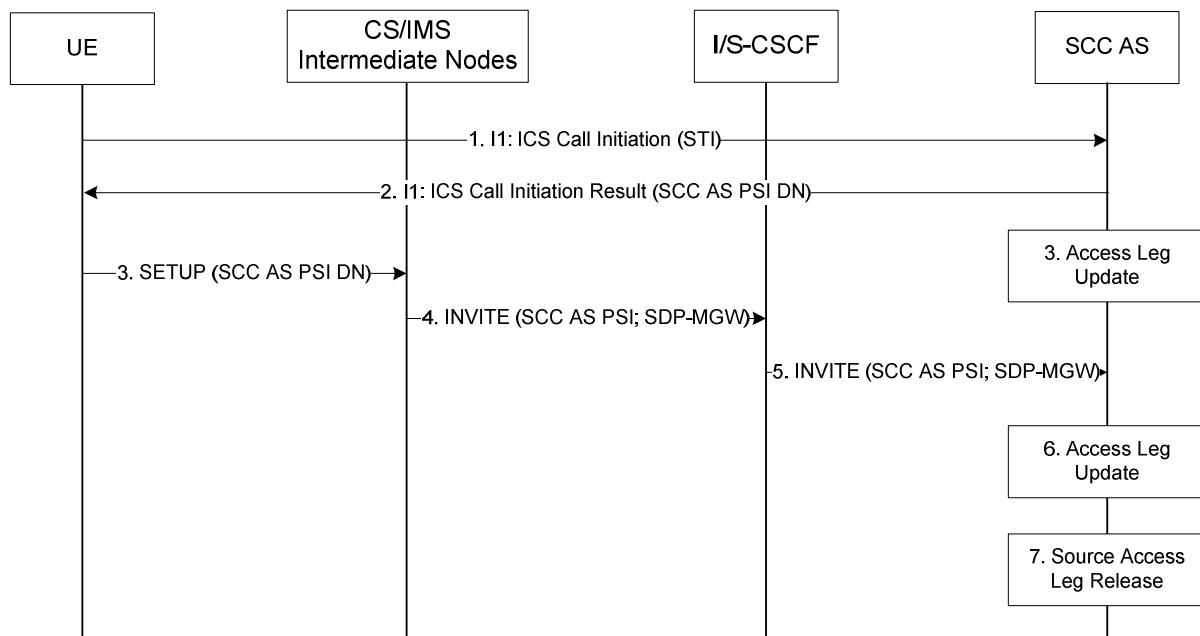 UE
CS/IMS
Intermediate Nodes
I/S-CSCF
SCC AS
1. I1: ICS Call Initiation (STI)
2. I1: ICS Call Initiation Result (SCC AS PSI DN)
3. Access Leg
Update
3. SETUP (SCC AS PSI DN)
4. INVITE (SCC AS PSI; SDP-MGW)
5. INVITE (SCC AS PSI; SDP-MGW)
6. Access Leg
Update
7. Source Access
Leg Release